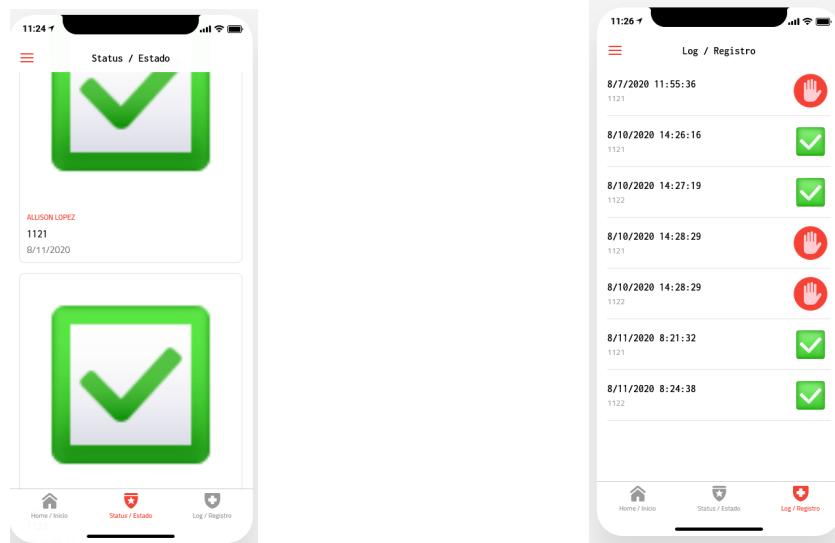 11:24
Status / Estado
ALLISON LOPEZ
1121
8/11/2020
Home / Inicio
Status / Estado
Log / Registro
11:26
Log / Registro
8/7/2020 11:55:36
1121
8/10/2020 14:26:16
1121
8/10/2020 14:27:19
1122
8/10/2020 14:28:29
1121
8/10/2020 14:28:29
1122
8/11/2020 8:21:32
1121
8/11/2020 8:24:38
1122
Home / Inicio
Status / Estado
Log / Registro